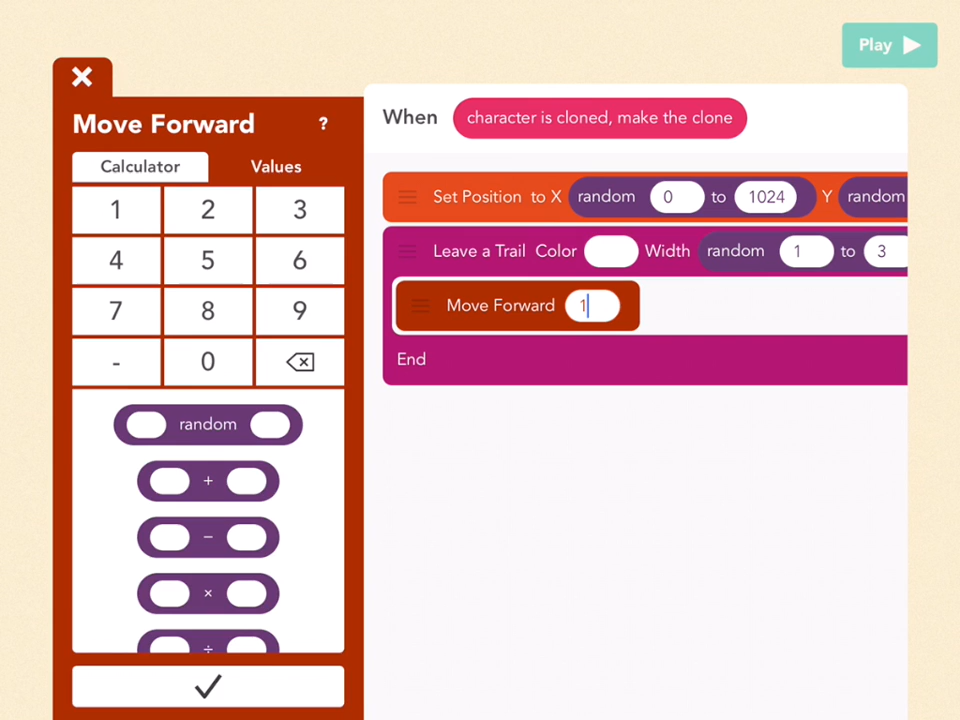 Play
Move Forward ?
Calculator Values
1 2 3
4 5 6
7 8 9
- 0
random
+
−
×
÷
When character is cloned, make the clone
Set Position to X random 0 to 1024 Y random
Leave a Trail Color Width random 1 to 3
Move Forward 1
End